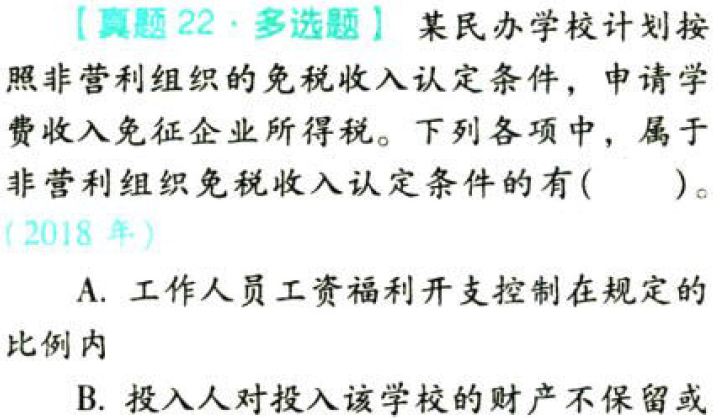 【真题 22·多选题】 某民办学校计划按
照非营利组织的免税收入认定条件，申请学
费收入免征企业所得税。下列各项中，属于
非营利组织免税收入认定条件的有(　　)。
(2018 年)
A. 工作人员工资福利开支控制在规定的
比例内
B. 投入人对投入该学校的财产不保留或